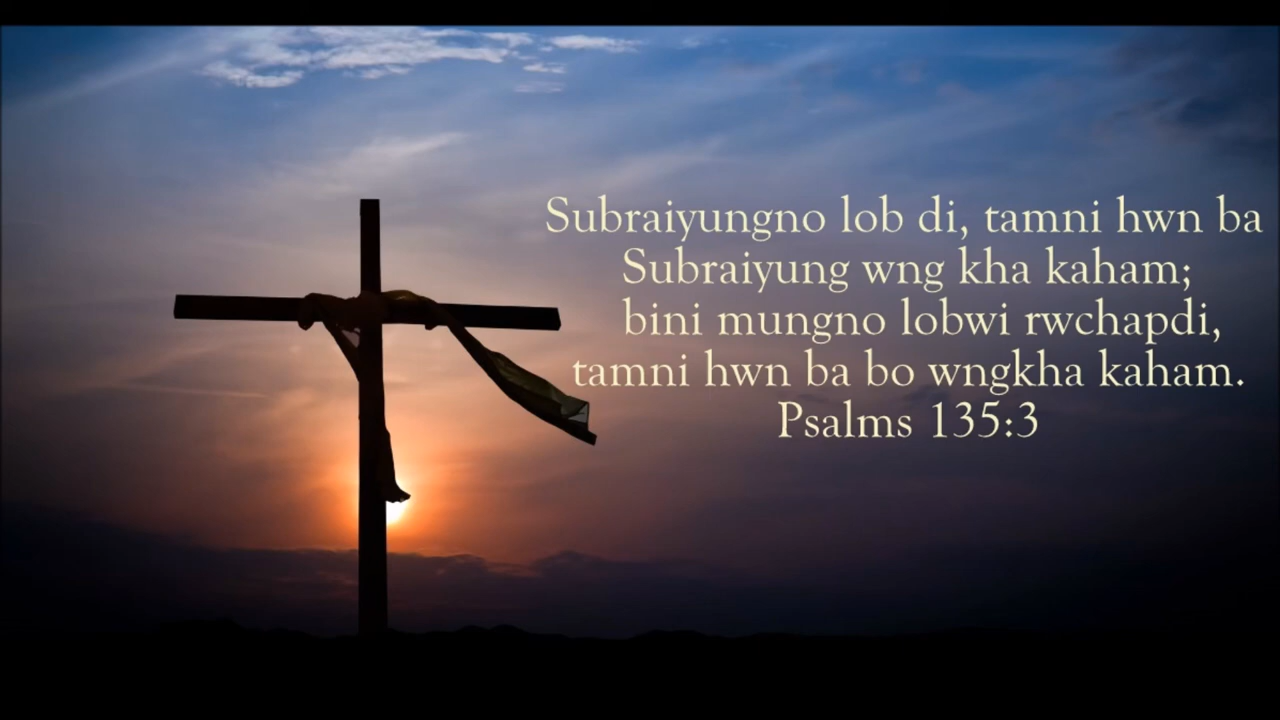 Subraiyungno lob di, tamni hwn ba
Subraiyung wng kha kaham;
bini mungno lobwi rwchapdi,
tamni hwn ba bo wngkha kaham.
Psalms 135:3